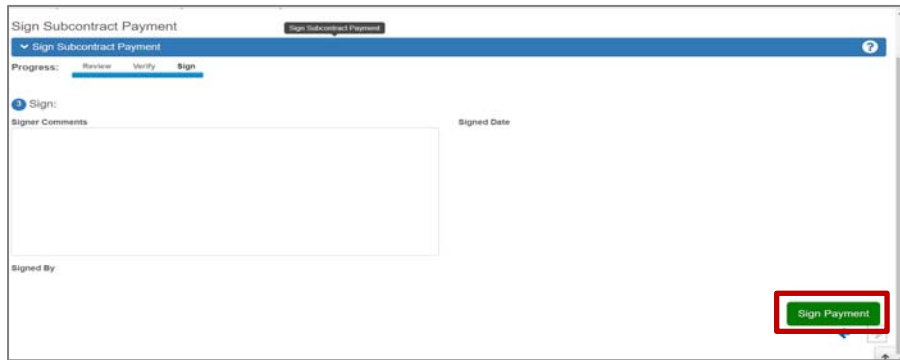 Sign Subcontract Payment
Sign Subcontract Payment
Sign Subcontract Payment
?
Progress: Review Verify Sign
3 Sign:
Signer Comments Signed Date
Signed By
Sign Payment